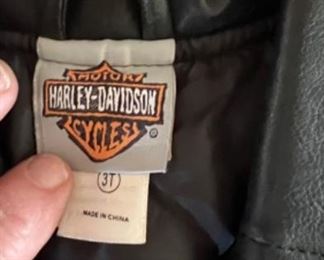 MOTOR
HARLEY-DAVIDSON
CYCLES
®
3T
MADE IN CHINA